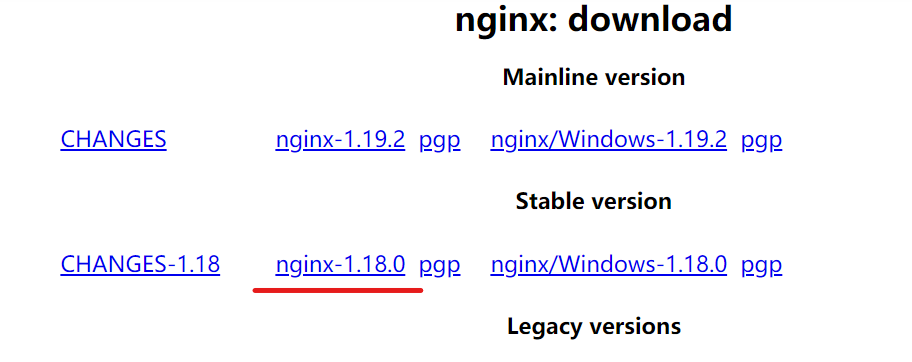 nginx: download
Mainline version
CHANGES nginx-1.19.2 pgp nginx/Windows-1.19.2 pgp
Stable version
CHANGES-1.18 nginx-1.18.0 pgp nginx/Windows-1.18.0 pgp
Legacy versions